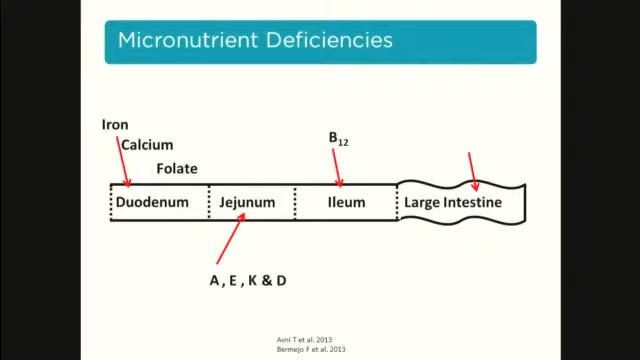 Micronutrient Deficiencies
Iron
Calcium
Folate
B12
Duodenum
Jejunum
Ileum
Large Intestine
A , E , K & D
Avni T et al. 2013
Bermejo F et al. 2013